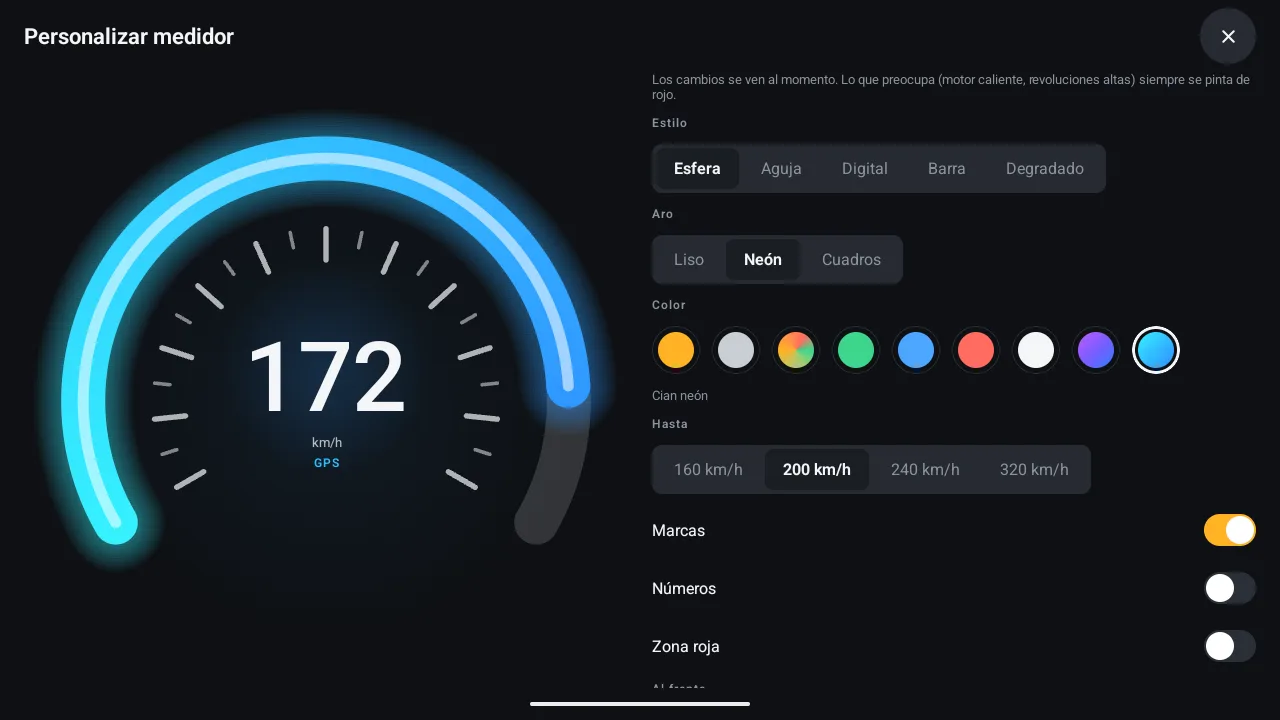 Personalizar medidor
Los cambios se ven al momento. Lo que preocupa (motor caliente, revoluciones altas) siempre se pinta de
rojo.
Estilo
Esfera Aguja Digital Barra Degradado
Aro
Liso Neón Cuadros
Color
Cian neón
Hasta
160 km/h 200 km/h 240 km/h 320 km/h
172
km/h
GPS
Marcas
Números
Zona roja